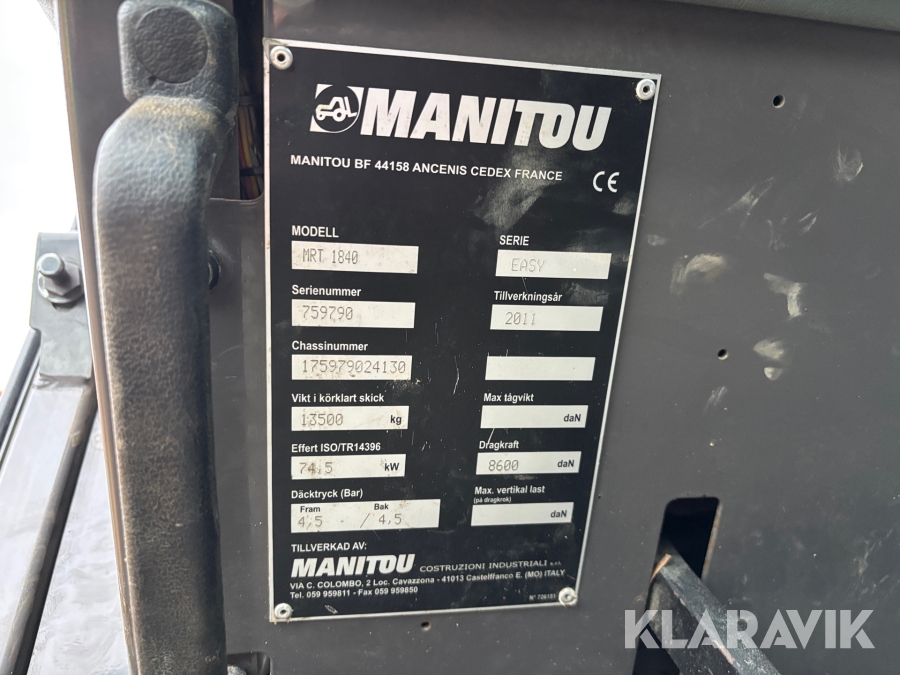 MANITOU
MANITOU BF 44158 ANCENIS CEDEX FRANCE
CE
MODELL
MRT 1840
SERIE
EASY
Serienummer
759790
Tillverkningsår
2011
Chassinummer
175979024130
Vikt i körklart skick
13500 kg
Max tågvikt
daN
Effert ISO/TR14396
74,5 kW
Dragkraft
8600 daN
Däcktryck (Bar)
Fram Bak
4,5 / 4,5
Max. vertikal last
(på dragkrok)
daN
TILLVERKAD AV:
MANITOU COSTRUZIONI INDUSTRIALI s.r.l.
VIA C. COLOMBO, 2 Loc. Cavazzona - 41013 Castelffanco E. (MO) ITALY
Tel. 059 959811 - Fax 059 959850
KLARAVIK